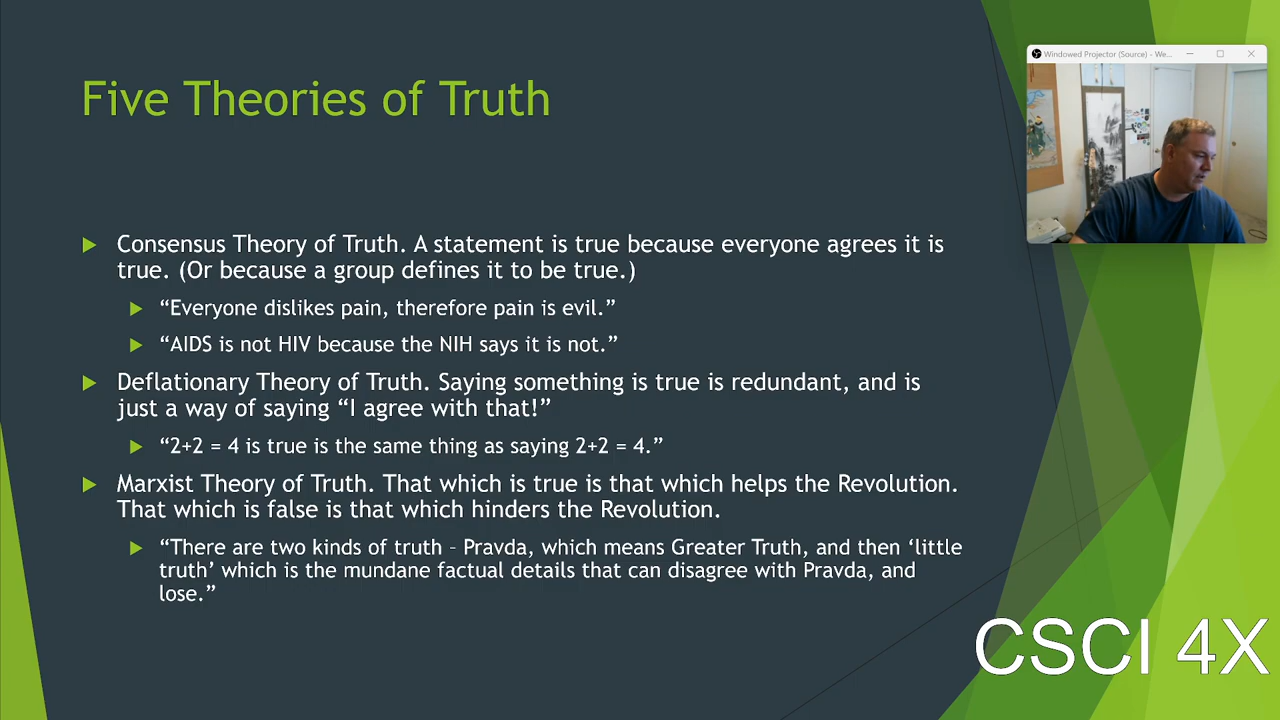 Five Theories of Truth
Windowed Projector (Source) - We...
Consensus Theory of Truth. A statement is true because everyone agrees it is
true. (Or because a group defines it to be true.)
“Everyone dislikes pain, therefore pain is evil.”
“AIDS is not HIV because the NIH says it is not.”
Deflationary Theory of Truth. Saying something is true is redundant, and is
just a way of saying “I agree with that!”
“2+2 = 4 is true is the same thing as saying 2+2 = 4.”
Marxist Theory of Truth. That which is true is that which helps the Revolution.
That which is false is that which hinders the Revolution.
“There are two kinds of truth – Pravda, which means Greater Truth, and then ‘little
truth’ which is the mundane factual details that can disagree with Pravda, and
lose.”
CSCI 4X